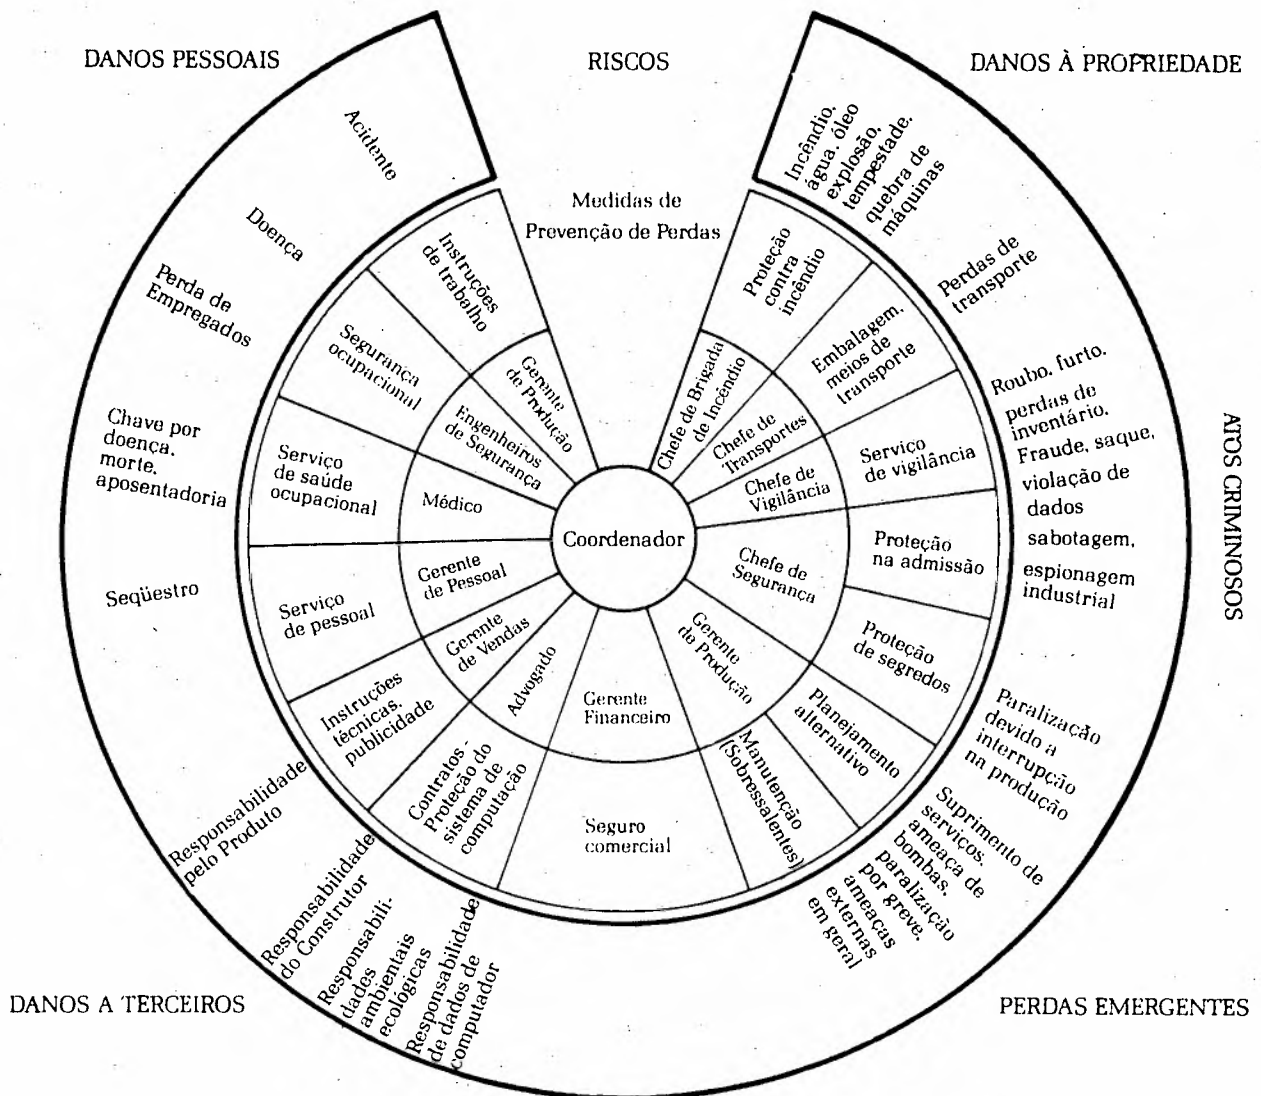 DANOS PESSOAIS
RISCOS
DANOS À PROPRIEDADE
Medidas de
Prevenção de Perdas
Incêndio,
água, óleo
explosão,
tempestade,
quebra de
máquinas
Perdas de
transporte
Roubo, furto,
perdas de
inventário,
Fraude, saque,
violação de
dados
sabotagem,
espionagem
industrial
ATOS CRIMINOSOS
Paralização
devido a
interrupção
na produção
Suprimento de
serviços,
ameaça de
bombas,
paralização
por greve,
ameaças
externas
em geral
PERDAS EMERGENTES
Responsabilidade
de dados de
computador
Responsabili-
dades
ambientais
ecológicas
Responsabilidade
do Construtor
Responsabilidade
pelo Produto
DANOS A TERCEIROS
Seqüestro
Chave por
doença,
morte,
aposentadoria
Perda de
Empregados
Doença
Acidente
Proteção
contra
incêndio
Embalagem,
meios de
transporte
Serviço
de vigilância
Proteção
na admissão
Proteção
de segredos
Planejamento
alternativo
Manutenção
(Sobressalentes)
Seguro
comercial
Contratos -
Proteção do
sistema de
computação
Instruções
técnicas,
publicidade
Serviço
de pessoal
Serviço
de saúde
ocupacional
Segurança
ocupacional
Instruções
de trabalho
Chefe de Brigada
de Incêndio
Chefe de
Transportes
Chefe de
Vigilância
Chefe de
Segurança
Gerente
de Produção
Gerente
Financeiro
Advogado
Gerente
de Vendas
Gerente
de Pessoal
Médico
Engenheiros
de Segurança
Gerente
de Produção
Coordenador